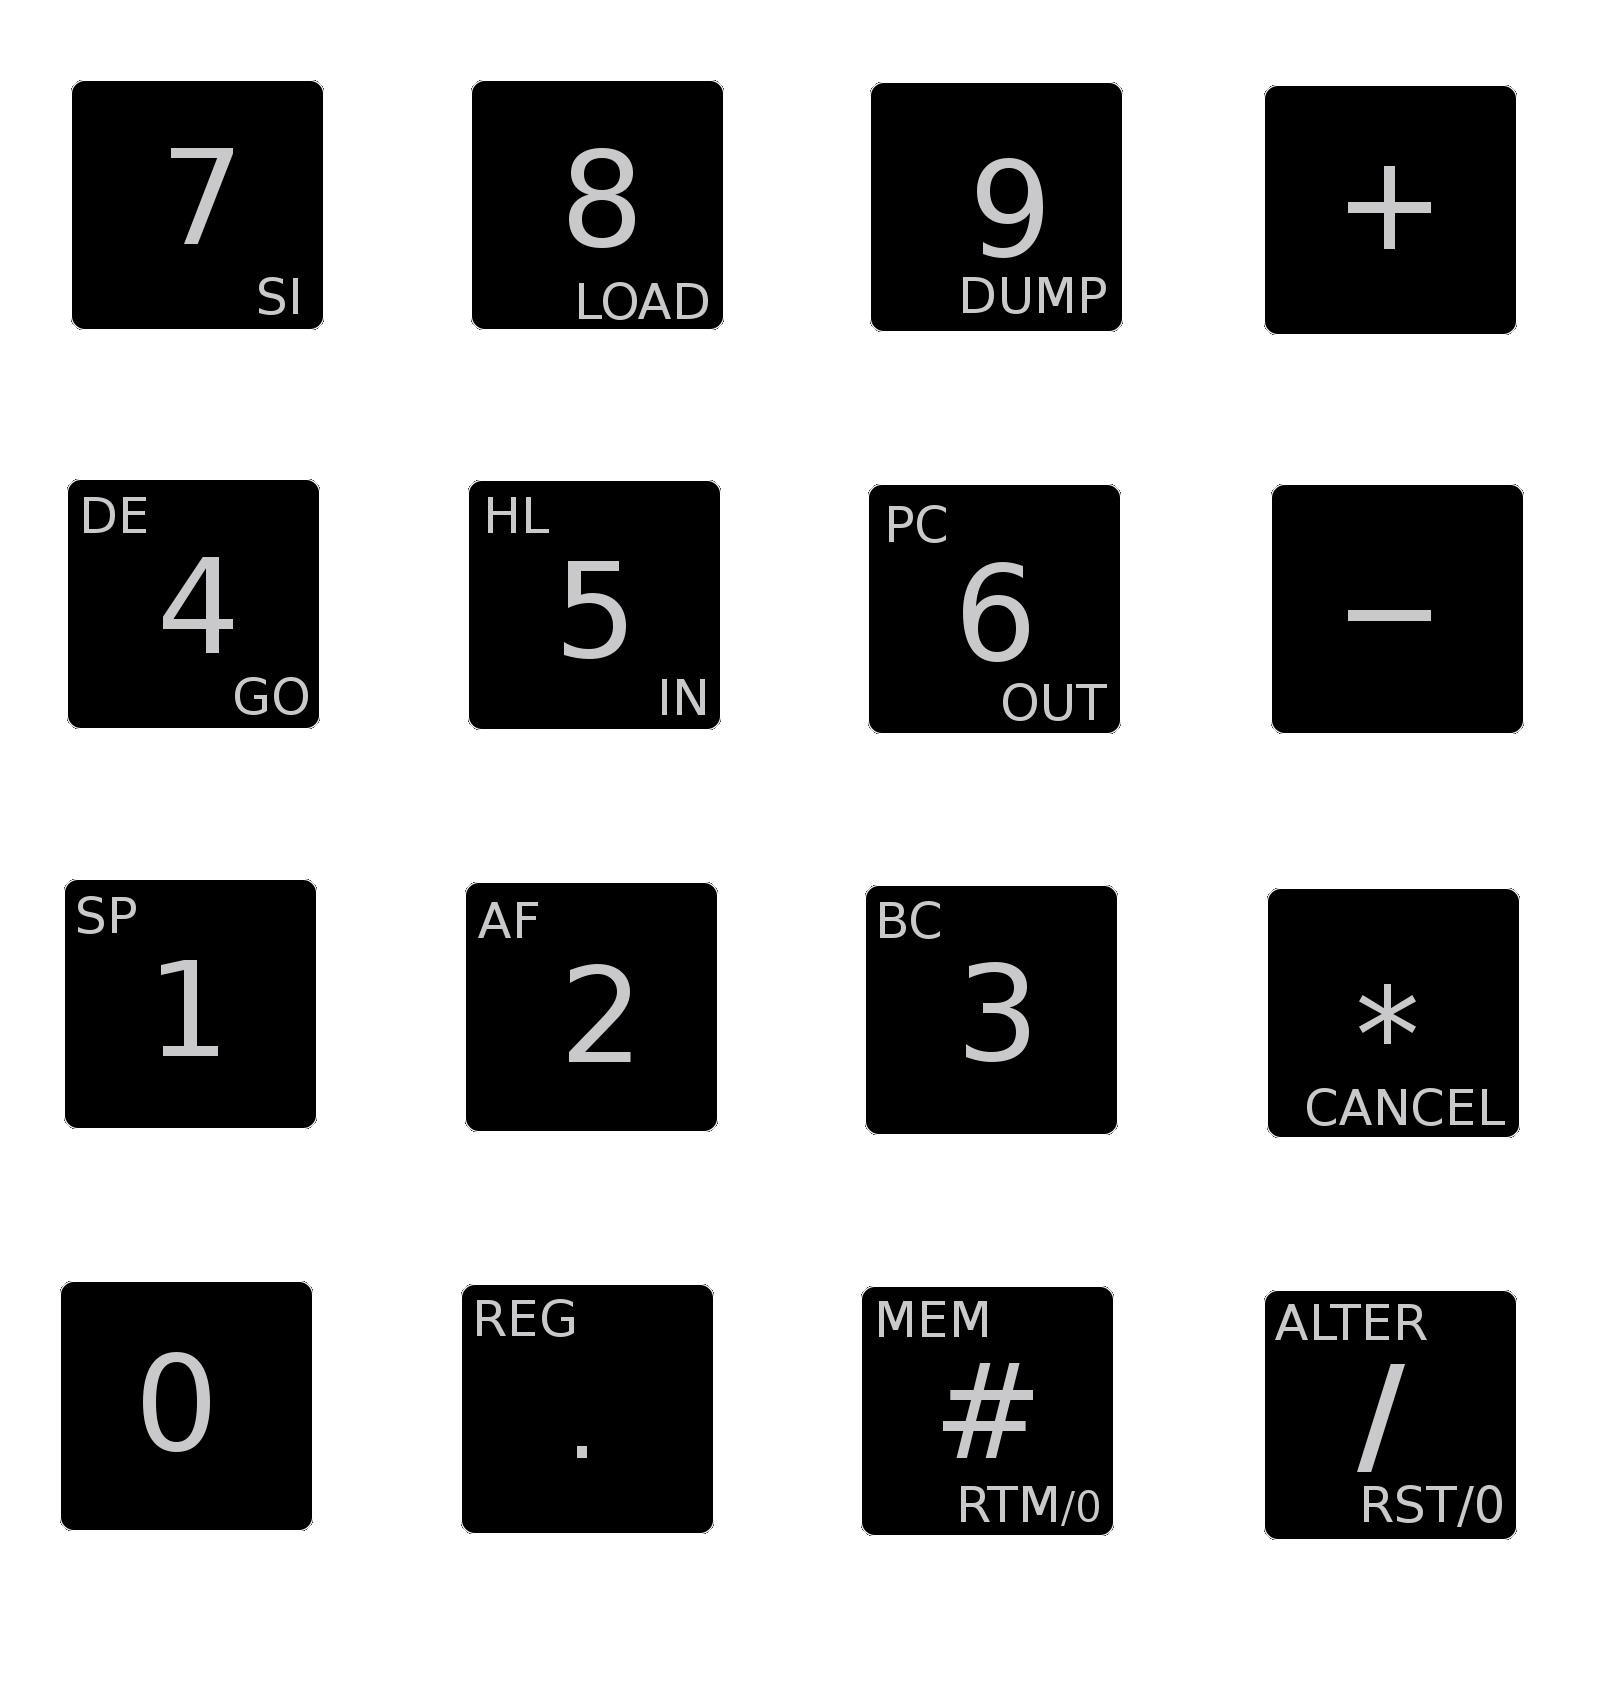 7
SI
8
LOAD
9
DUMP
+
DE
4
GO
HL
5
IN
PC
6
OUT
−
SP
1
AF
2
BC
3
*
CANCEL
0
REG
.
MEM
#
RTM/0
ALTER
/
RST/0